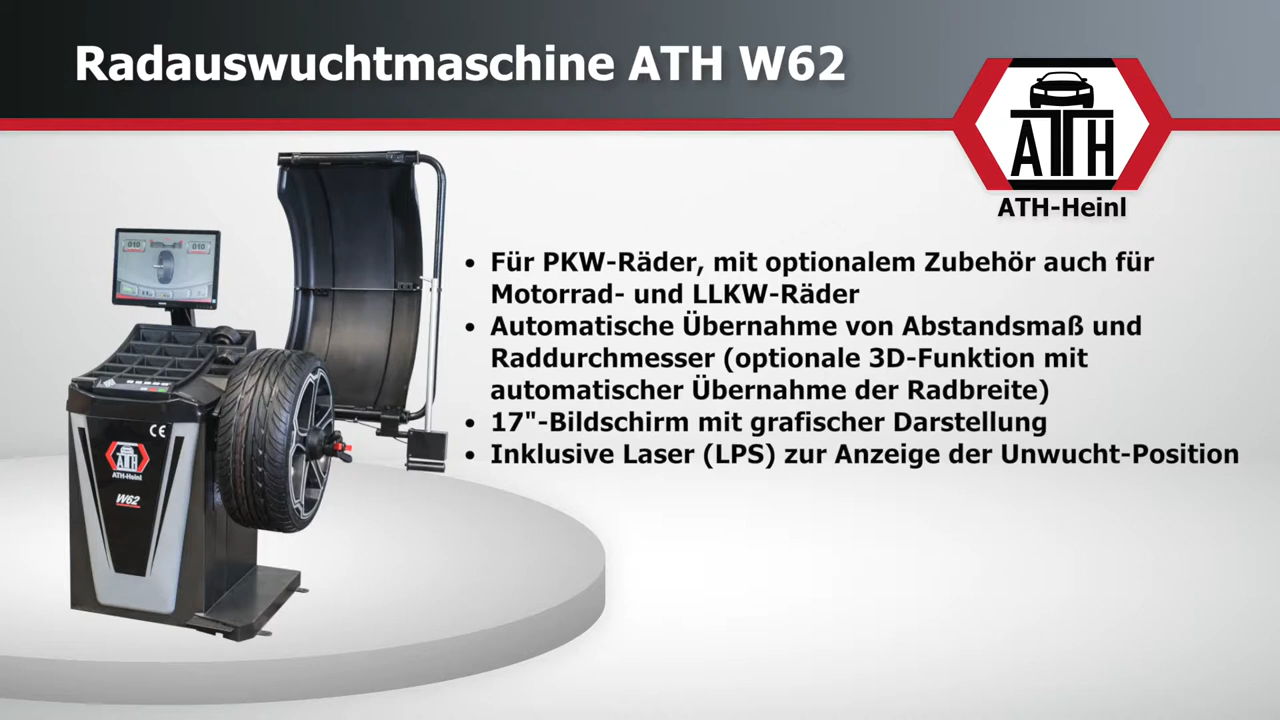 Radauswuchtmaschine ATH W62
ATH
ATH-Heinl
• Für PKW-Räder, mit optionalem Zubehör auch für
Motorrad- und LLKW-Räder
• Automatische Übernahme von Abstandsmaß und
Raddurchmesser (optionale 3D-Funktion mit
automatischer Übernahme der Radbreite)
• 17"-Bildschirm mit grafischer Darstellung
• Inklusive Laser (LPS) zur Anzeige der Unwucht-Position
010
010
CE
ATH
ATH-Heinl
W62